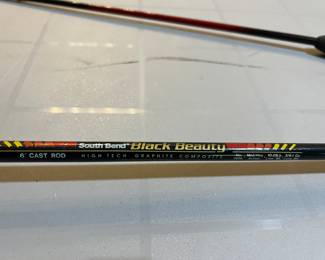 South Bend® Black Beauty
6' CAST ROD HIGH TECH GRAPHITE COMPOSITE